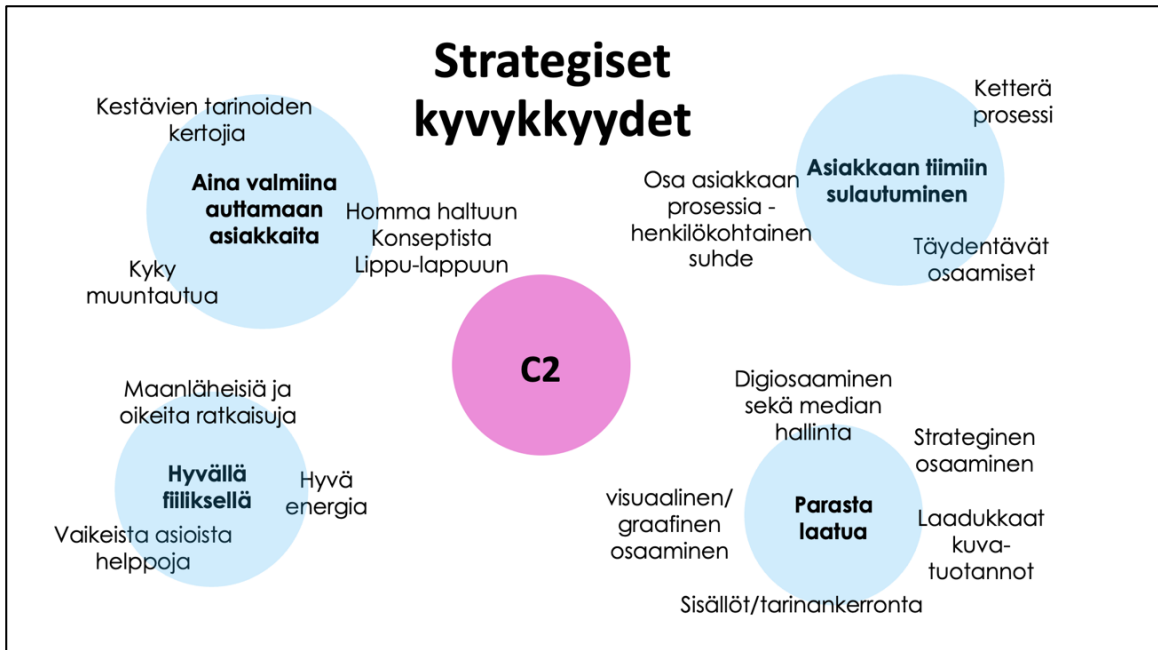 Strategiset
kyvykkyydet
Kestävien tarinoiden
kertojia
Aina valmiina
auttamaan
asiakkaita
Homma haltuun
Konseptista
Lippu-lappuun
Kyky
muuntautua
Ketterä
prosessi
Asiakkaan tiimiin
sulautuminen
Osa asiakkaan
prosessia -
henkilökohtainen
suhde
Täydentävät
osaamiset
C2
Maanläheisiä ja
oikeita ratkaisuja
Hyvällä
fiiliksellä
Hyvä
energia
Vaikeista asioista
helppoja
Digiosaaminen
sekä median
hallinta
Strateginen
osaaminen
visuaalinen/
graafinen
osaaminen
Parasta
laatua
Laadukkaat
kuva-
tuotannot
Sisällöt/tarinankerronta